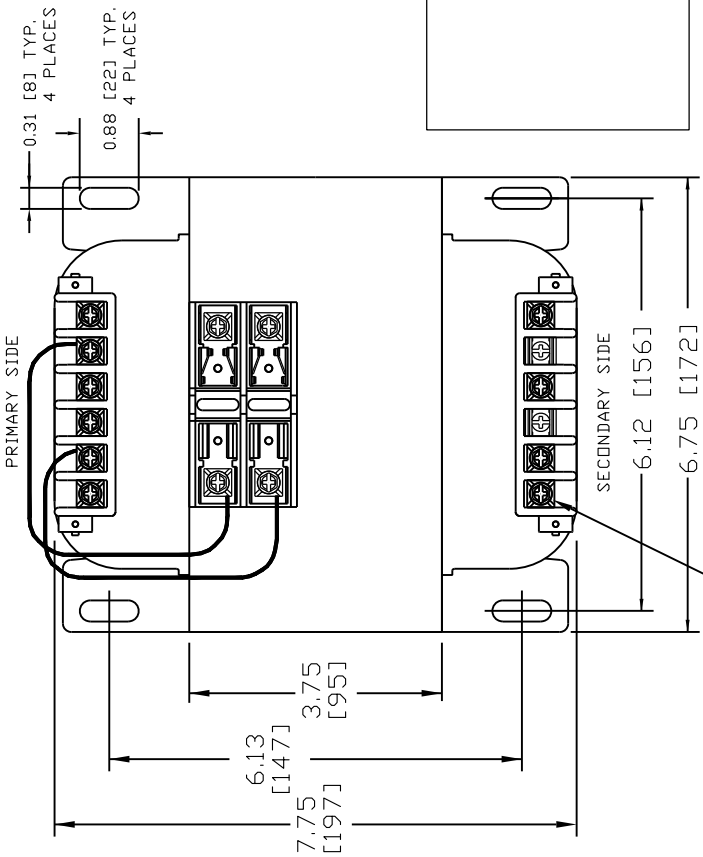 0.31 [8] TYP.
4 PLACES
0.88 [22] TYP.
4 PLACES
PRIMARY SIDE
SECONDARY SIDE
6.12 [156]
6.75 [172]
3.75
[95]
6.13
[147]
7.75
[197]